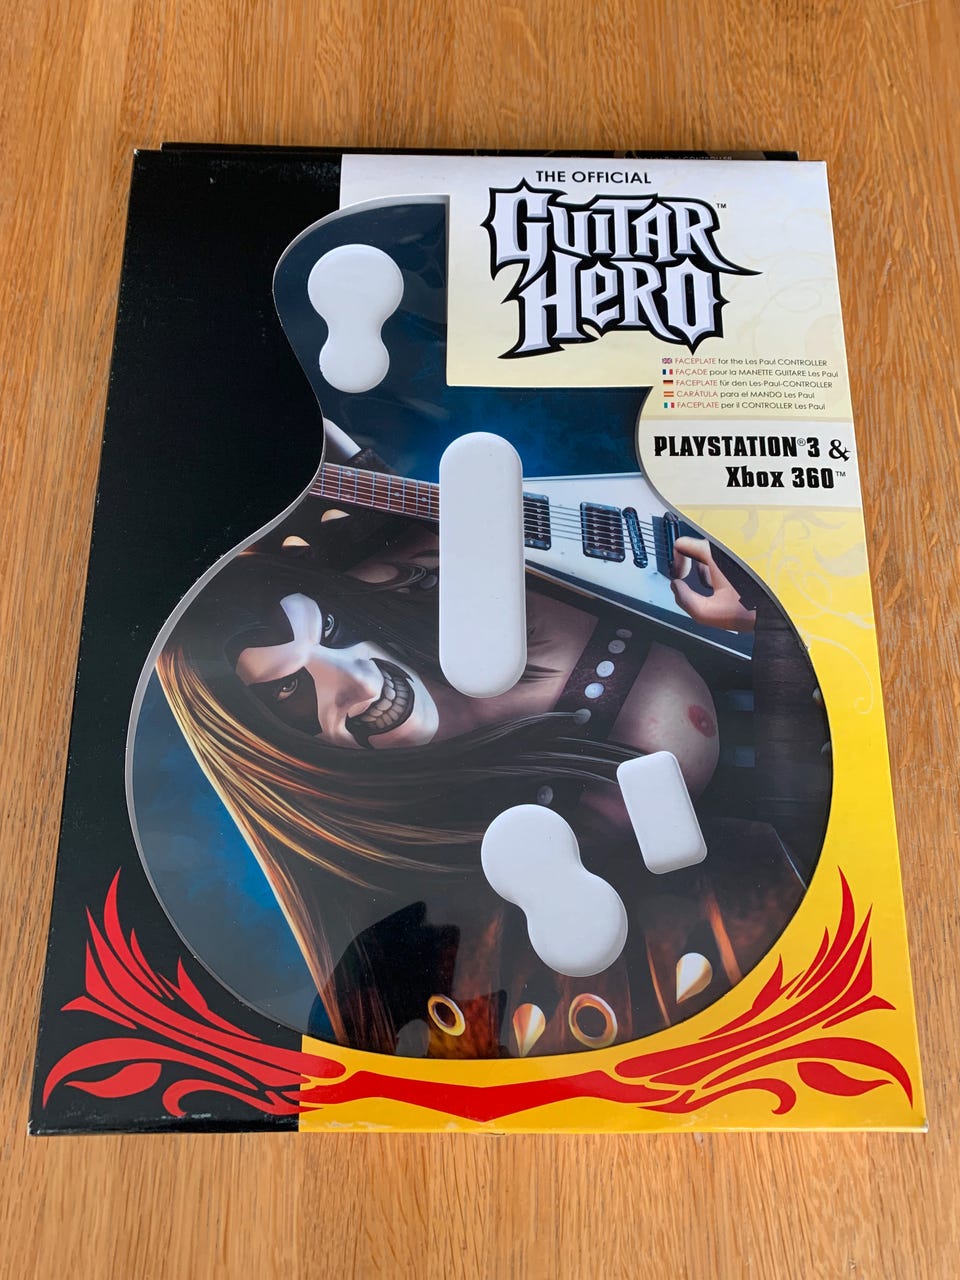 THE OFFICIAL
GUITAR™
HERO
FACEPLATE for the Les Paul CONTROLLER
FAÇADE pour la MANETTE GUITARE Les Paul
FACEPLATE für den Les-Paul-CONTROLLER
CARÁTULA para el MANDO Les Paul
FACEPLATE per il CONTROLLER Les Paul
PLAYSTATION®3 &
Xbox 360™